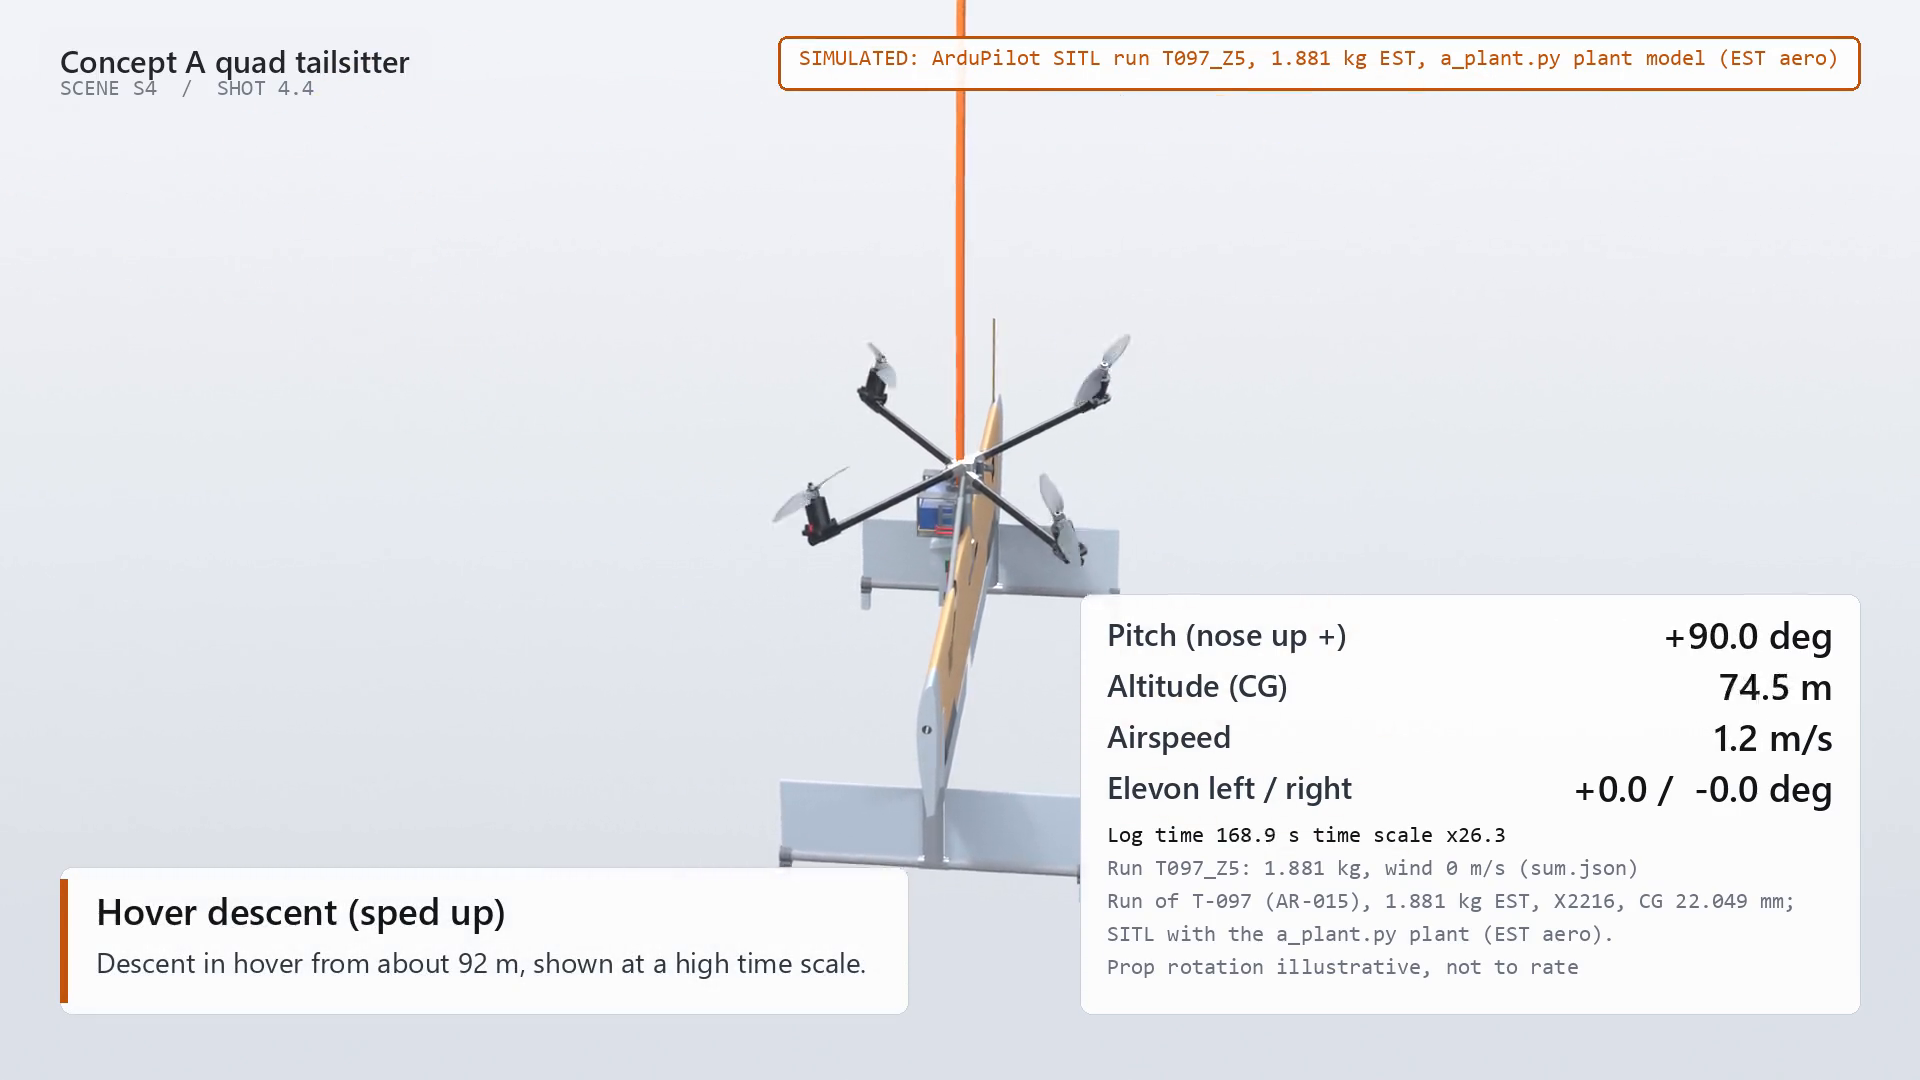 Concept A quad tailsitter
SCENE S4 / SHOT 4.4
SIMULATED: ArduPilot SITL run T097_Z5, 1.881 kg EST, a_plant.py plant model (EST aero)
Pitch (nose up +) +90.0 deg
Altitude (CG) 74.5 m
Airspeed 1.2 m/s
Elevon left / right +0.0 / -0.0 deg
Log time 168.9 s time scale x26.3
Run T097_Z5: 1.881 kg, wind 0 m/s (sum.json)
Run of T-097 (AR-015), 1.881 kg EST, X2216, CG 22.049 mm;
SITL with the a_plant.py plant (EST aero).
Prop rotation illustrative, not to rate
Hover descent (sped up)
Descent in hover from about 92 m, shown at a high time scale.